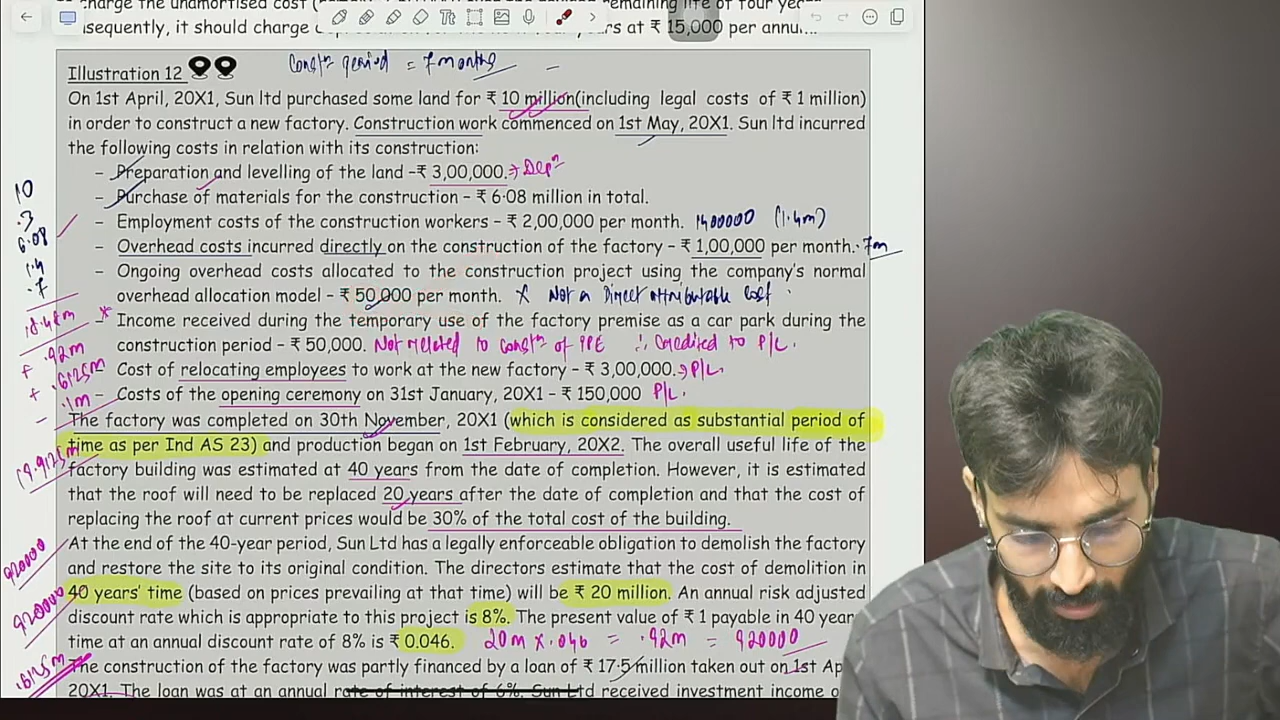 sequently, it should charge
years at ₹ 15,000 per annum.
Illustration 12
Constⁿ period = 7 months
On 1st April, 20X1, Sun ltd purchased some land for ₹ 10 million(including legal costs of ₹ 1 million)
in order to construct a new factory. Construction work commenced on 1st May, 20X1. Sun ltd incurred
the following costs in relation with its construction:
– Preparation and levelling of the land -₹ 3,00,000. → Depⁿ
– Purchase of materials for the construction – ₹ 6·08 million in total.
– Employment costs of the construction workers – ₹ 2,00,000 per month. 1400000 (1.4m)
– Overhead costs incurred directly on the construction of the factory – ₹ 1,00,000 per month. .7m
– Ongoing overhead costs allocated to the construction project using the company's normal
overhead allocation model – ₹ 50,000 per month. X Not a Direct attributable cost.
– Income received during the temporary use of the factory premise as a car park during the
construction period – ₹ 50,000. Not related to constⁿ of PPE ∴ Credited to P/L.
– Cost of relocating employees to work at the new factory – ₹ 3,00,000. → P/L.
– Costs of the opening ceremony on 31st January, 20X1 – ₹ 150,000 P/L.
The factory was completed on 30th November, 20X1 (which is considered as substantial period of
time as per Ind AS 23) and production began on 1st February, 20X2. The overall useful life of the
factory building was estimated at 40 years from the date of completion. However, it is estimated
that the roof will need to be replaced 20 years after the date of completion and that the cost of
replacing the roof at current prices would be 30% of the total cost of the building.
At the end of the 40-year period, Sun Ltd has a legally enforceable obligation to demolish the factory
and restore the site to its original condition. The directors estimate that the cost of demolition in
40 years' time (based on prices prevailing at that time) will be ₹ 20 million. An annual risk adjusted
discount rate which is appropriate to this project is 8%. The present value of ₹ 1 payable in 40 year
time at an annual discount rate of 8% is ₹ 0.046. 20m x .046 = .92m = 920000
The construction of the factory was partly financed by a loan of ₹ 17·5 million taken out on 1st Ap
20X1. The loan was at an annual rate of interest of 6%. Sun Ltd received investment income o
10
.3
6.08
1.4
.7
18.48m
+ .92m
+ .6125m
- .1m
19.9125m
920000
920000
.6125m